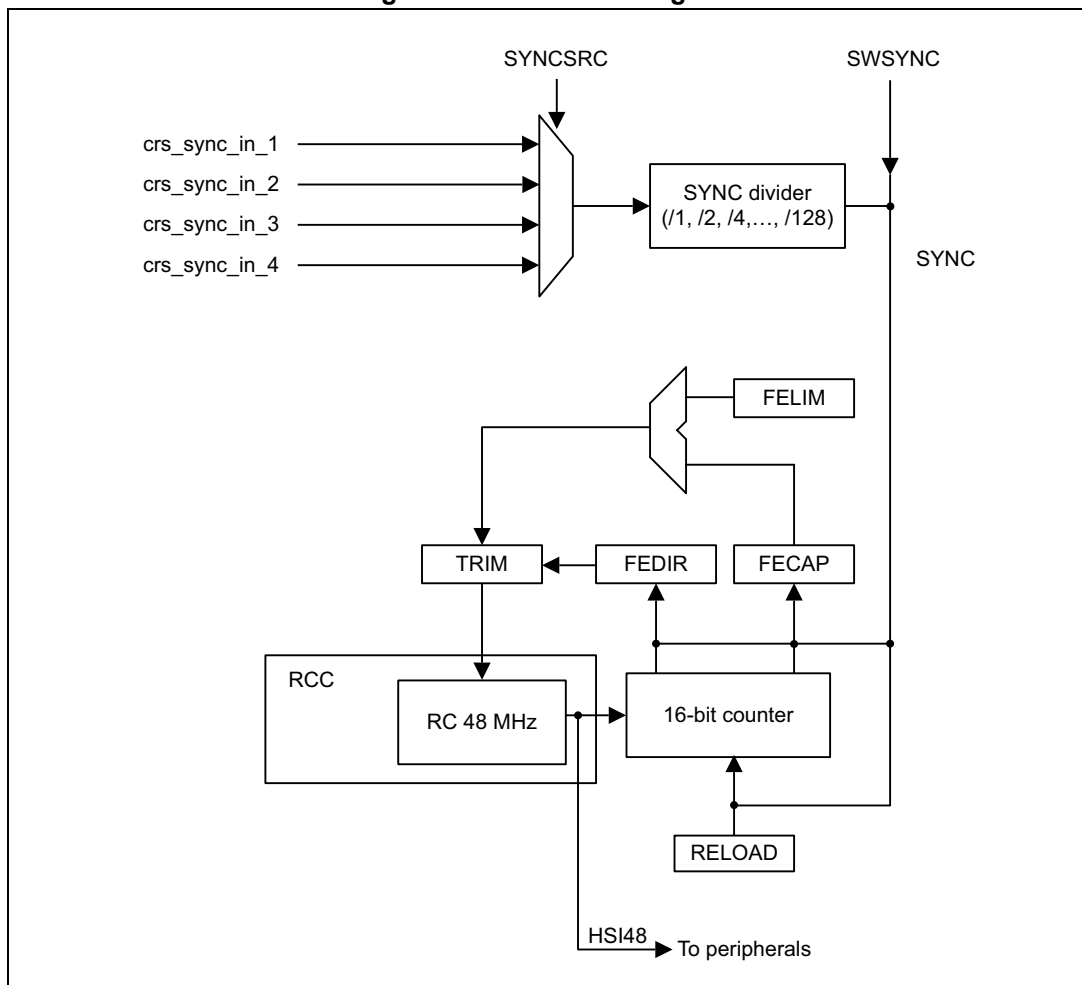 SYNCSRC
SWSYNC
crs_sync_in_1
crs_sync_in_2
crs_sync_in_3
crs_sync_in_4
SYNC divider
(/1, /2, /4,…, /128)
SYNC
FELIM
TRIM
FEDIR
FECAP
RCC
RC 48 MHz
16-bit counter
RELOAD
HSI48
To peripherals